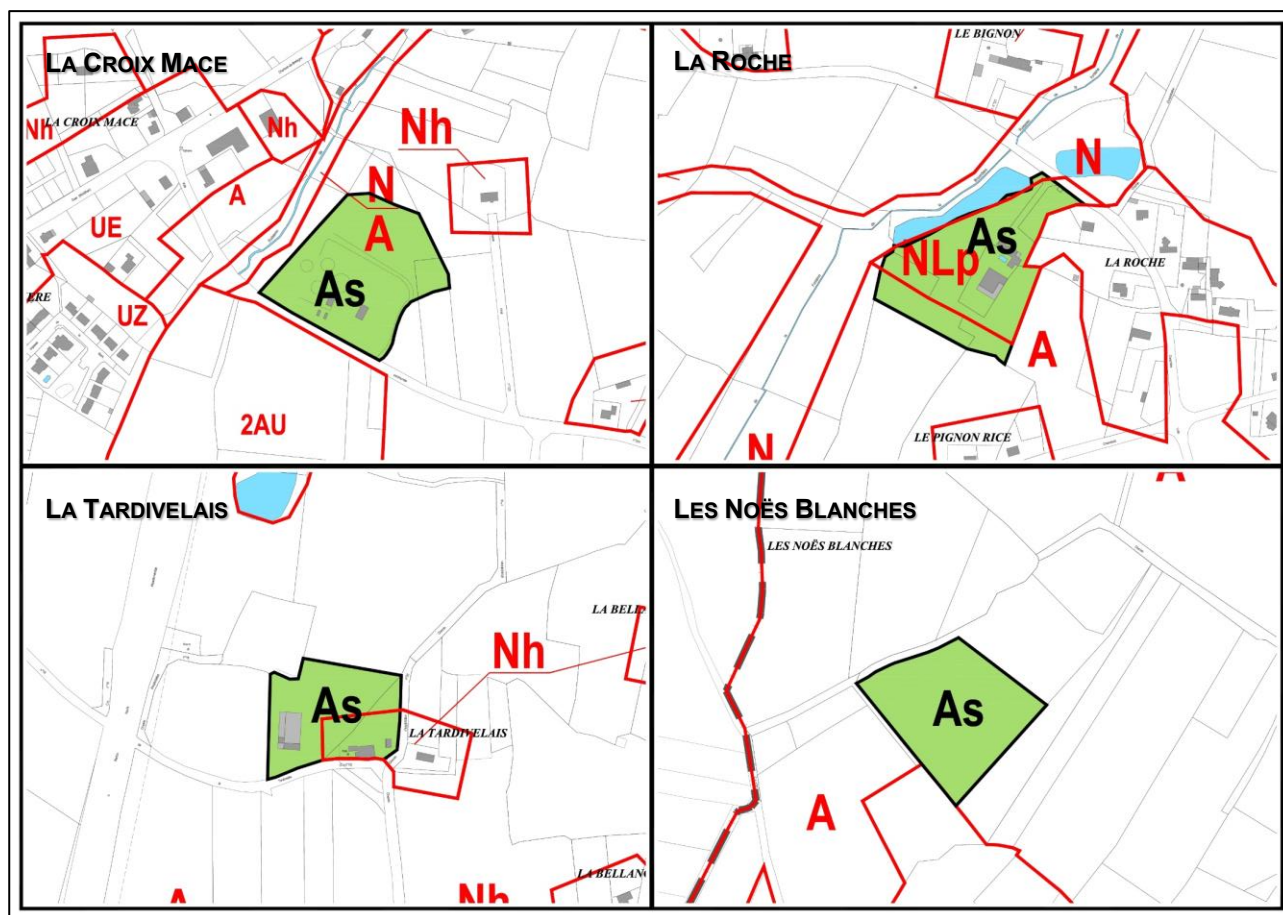 LA CROIX MACE
LA CROIX MACE
Nh
Nh
Nh
A
N
A
UE
As
UZ
ERE
2AU
LA ROCHE
LE BIGNON
N
As
NLp
LA ROCHE
A
LE PIGNON RICE
N
LA TARDIVELAIS
LA BELL
Nh
As
LA TARDIVELAIS
A
Nh
LA BELLANG
LES NOËS BLANCHES
A
LES NOËS BLANCHES
As
A